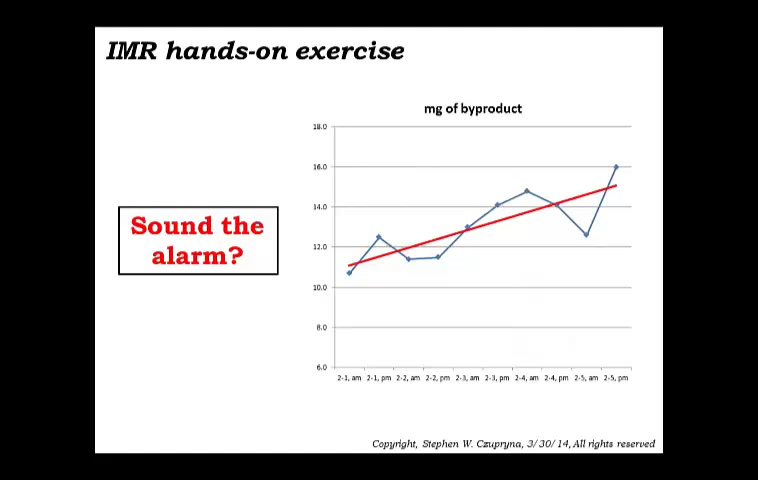 IMR hands-on exercise
mg of byproduct
18.0
16.0
14.0
12.0
10.0
8.0
6.0
Sound the
alarm?
2-1, am 2-1, pm 2-2, am 2-2, pm 2-3, am 2-3, pm 2-4, am 2-4, pm 2-5, am 2-5, pm
Copyright, Stephen W. Czupryna, 3/30/14, All rights reserved